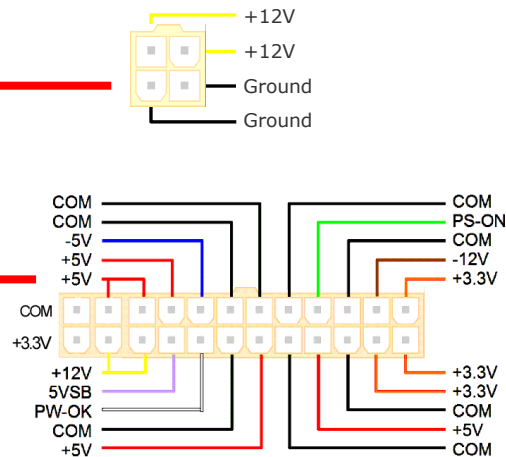 +12V
+12V
Ground
Ground
COM
COM
-5V
+5V
+5V
COM
PS-ON
COM
-12V
+3.3V
COM
+3.3V
+12V
5VSB
PW-OK
COM
+5V
+3.3V
+3.3V
COM
+5V
COM